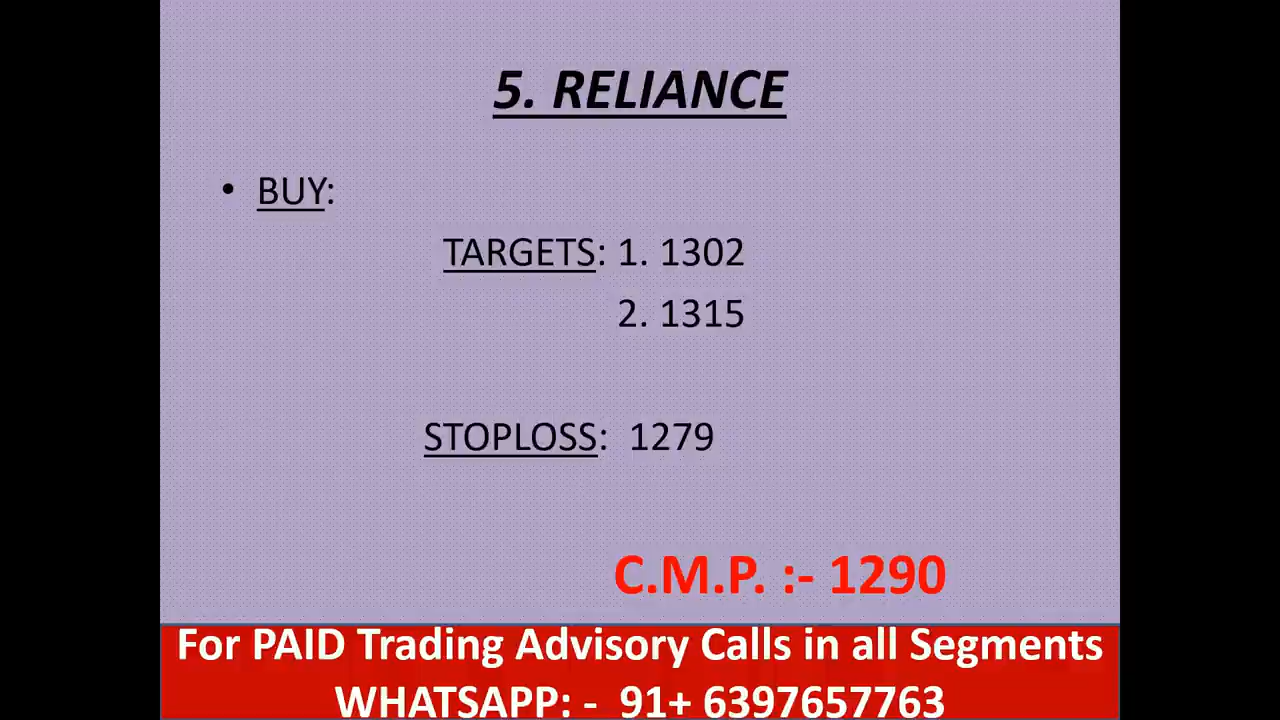 5. RELIANCE
• BUY:
TARGETS: 1. 1302
2. 1315
STOPLOSS: 1279
C.M.P. :- 1290
For PAID Trading Advisory Calls in all Segments
WHATSAPP: - 91+ 6397657763